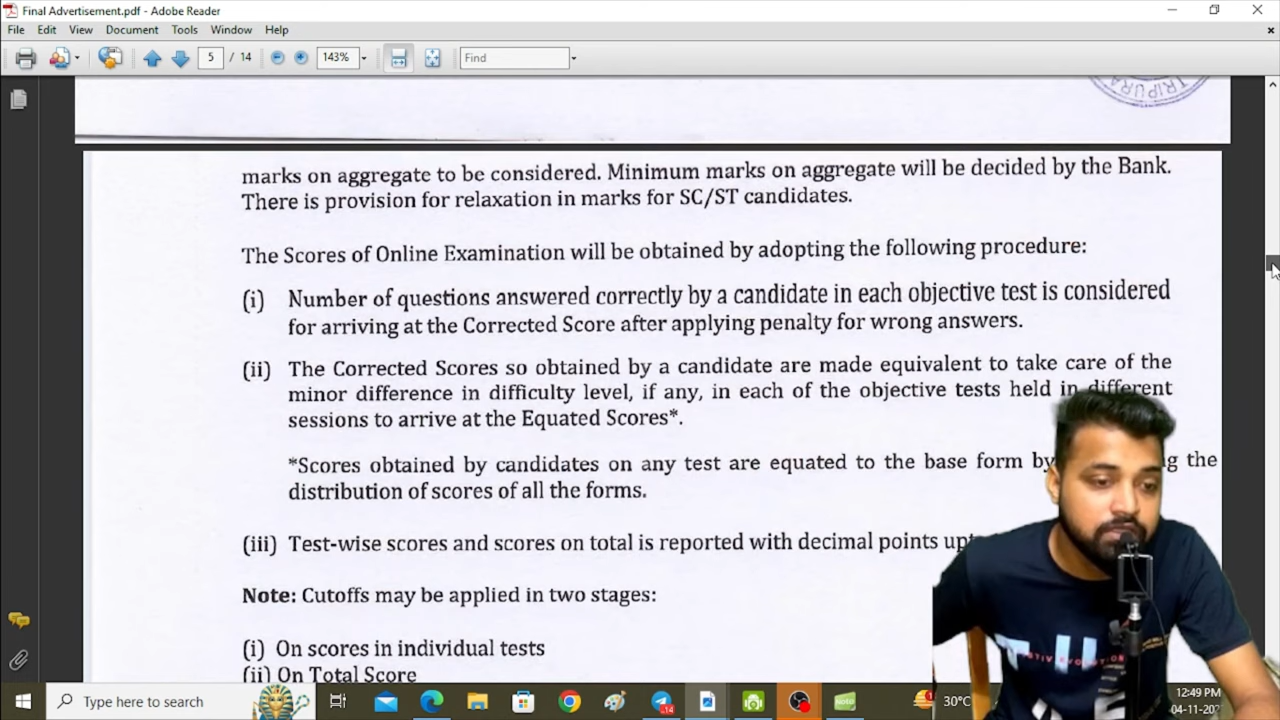 Final Advertisement.pdf - Adobe Reader
File Edit View Document Tools Window Help
5 / 14 143% Find
TRIPURA
marks on aggregate to be considered. Minimum marks on aggregate will be decided by the Bank.
There is provision for relaxation in marks for SC/ST candidates.
The Scores of Online Examination will be obtained by adopting the following procedure:
(i) Number of questions answered correctly by a candidate in each objective test is considered
for arriving at the Corrected Score after applying penalty for wrong answers.
(ii) The Corrected Scores so obtained by a candidate are made equivalent to take care of the
minor difference in difficulty level, if any, in each of the objective tests held in different
sessions to arrive at the Equated Scores*.
*Scores obtained by candidates on any test are equated to the base form by the
distribution of scores of all the forms.
(iii) Test-wise scores and scores on total is reported with decimal points
Note: Cutoffs may be applied in two stages:
(i) On scores in individual tests
(ii) On Total Score
Type here to search
14
Note
1
30°C
12:49 PM
04-11-202